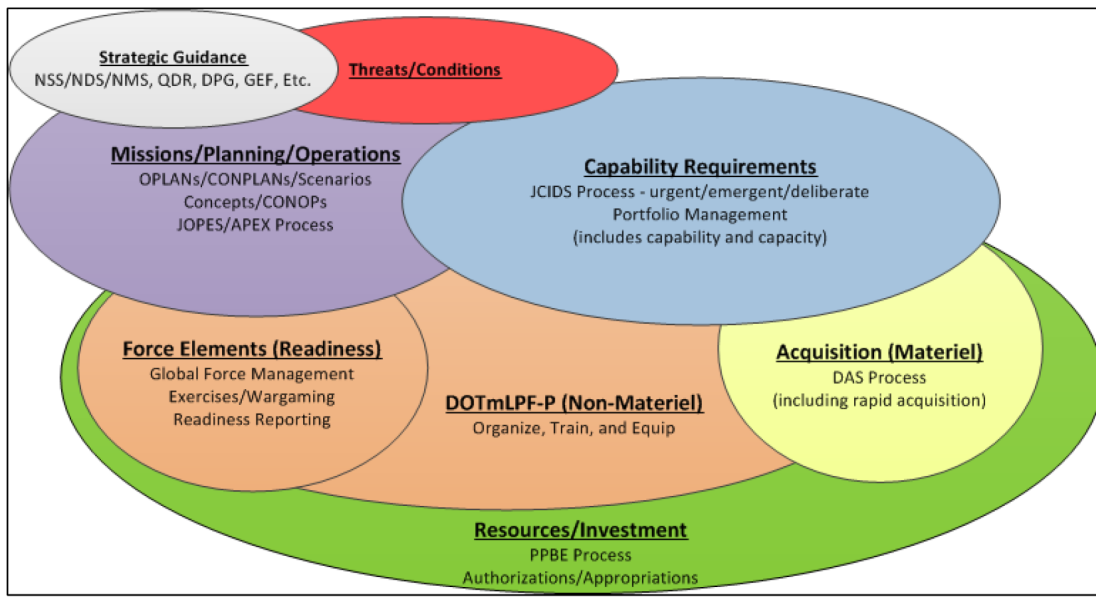 Strategic Guidance
NSS/NDS/NMS, QDR, DPG, GEF, Etc.
Threats/Conditions
Missions/Planning/Operations
OPLANs/CONPLANs/Scenarios
Concepts/CONOPs
JOPES/APEX Process
Capability Requirements
JCIDS Process - urgent/emergent/deliberate
Portfolio Management
(includes capability and capacity)
Force Elements (Readiness)
Global Force Management
Exercises/Wargaming
Readiness Reporting
DOTmLPF-P (Non-Materiel)
Organize, Train, and Equip
Acquisition (Materiel)
DAS Process
(including rapid acquisition)
Resources/Investment
PPBE Process
Authorizations/Appropriations